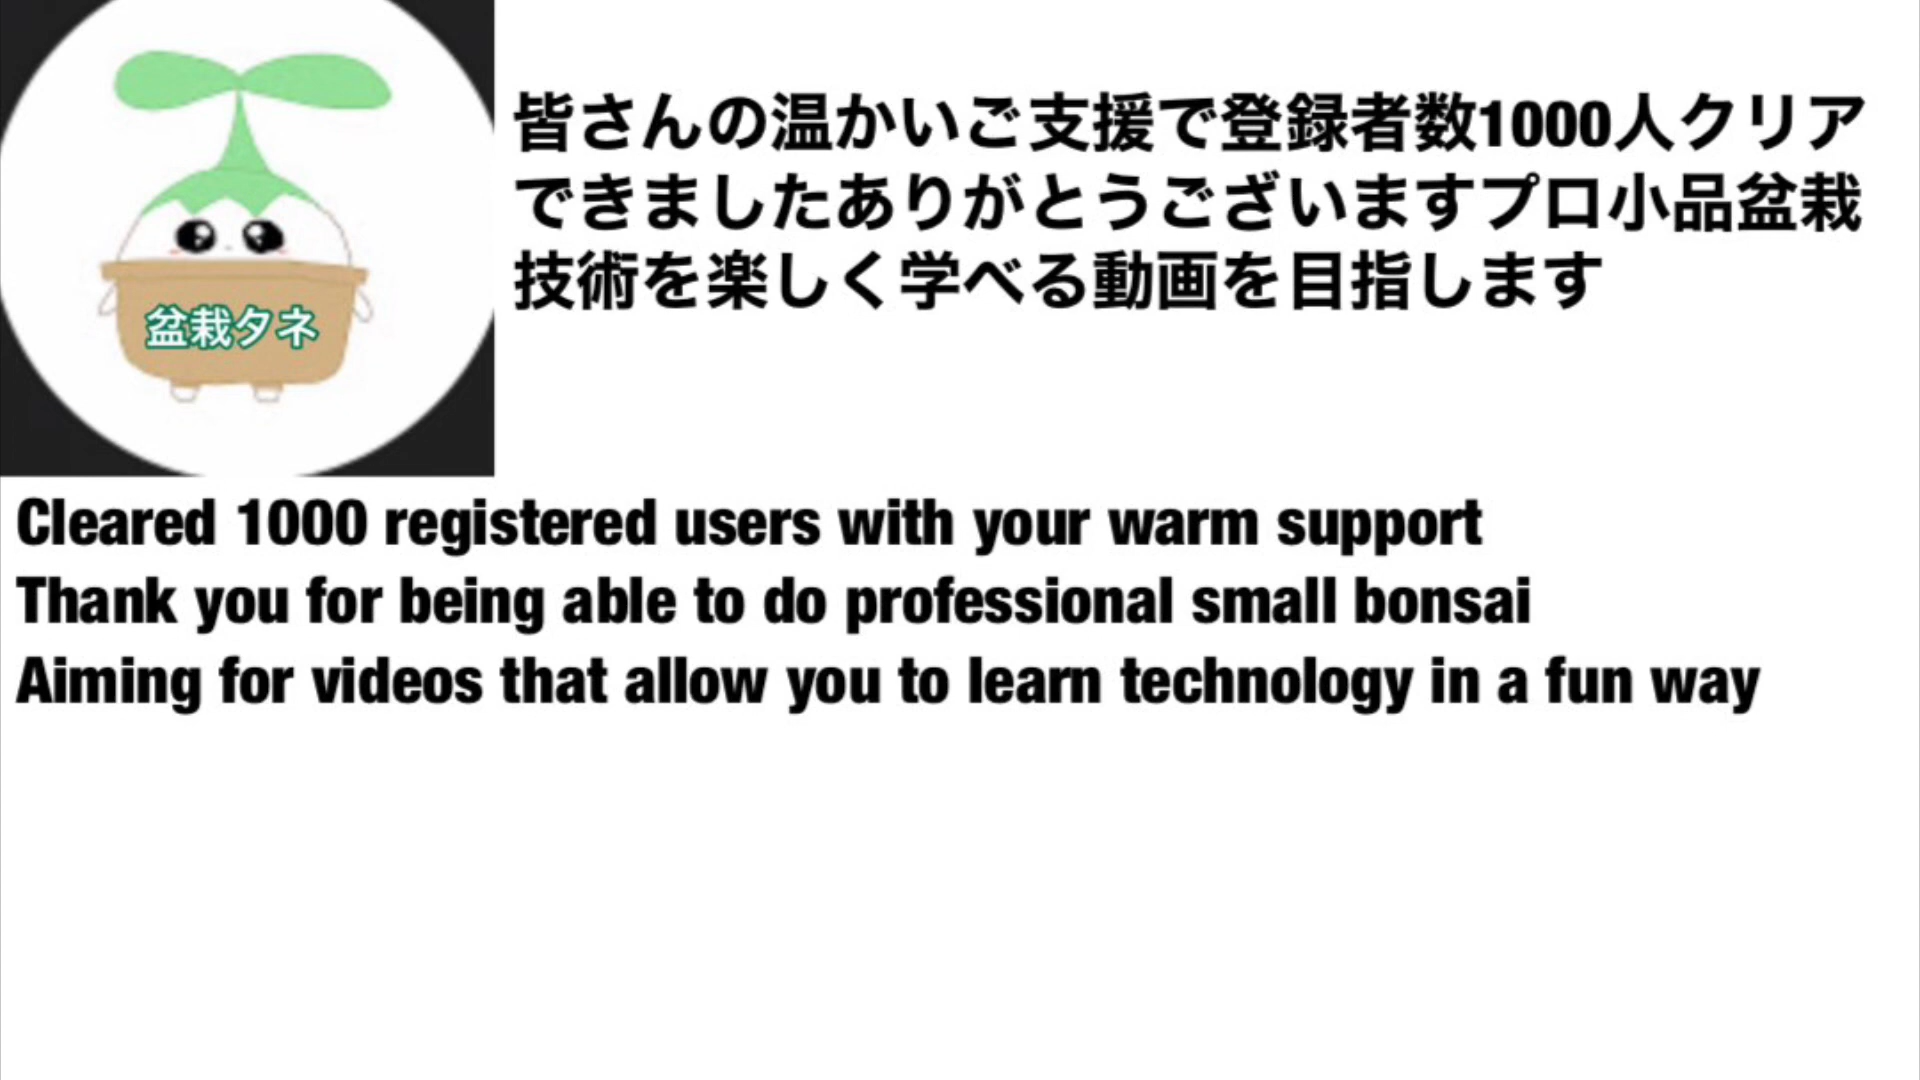 皆さんの温かいご支援で登録者数1000人クリア
できましたありがとうございますプロ小品盆栽
技術を楽しく学べる動画を目指します
盆栽タネ
Cleared 1000 registered users with your warm support
Thank you for being able to do professional small bonsai
Aiming for videos that allow you to learn technology in a fun way